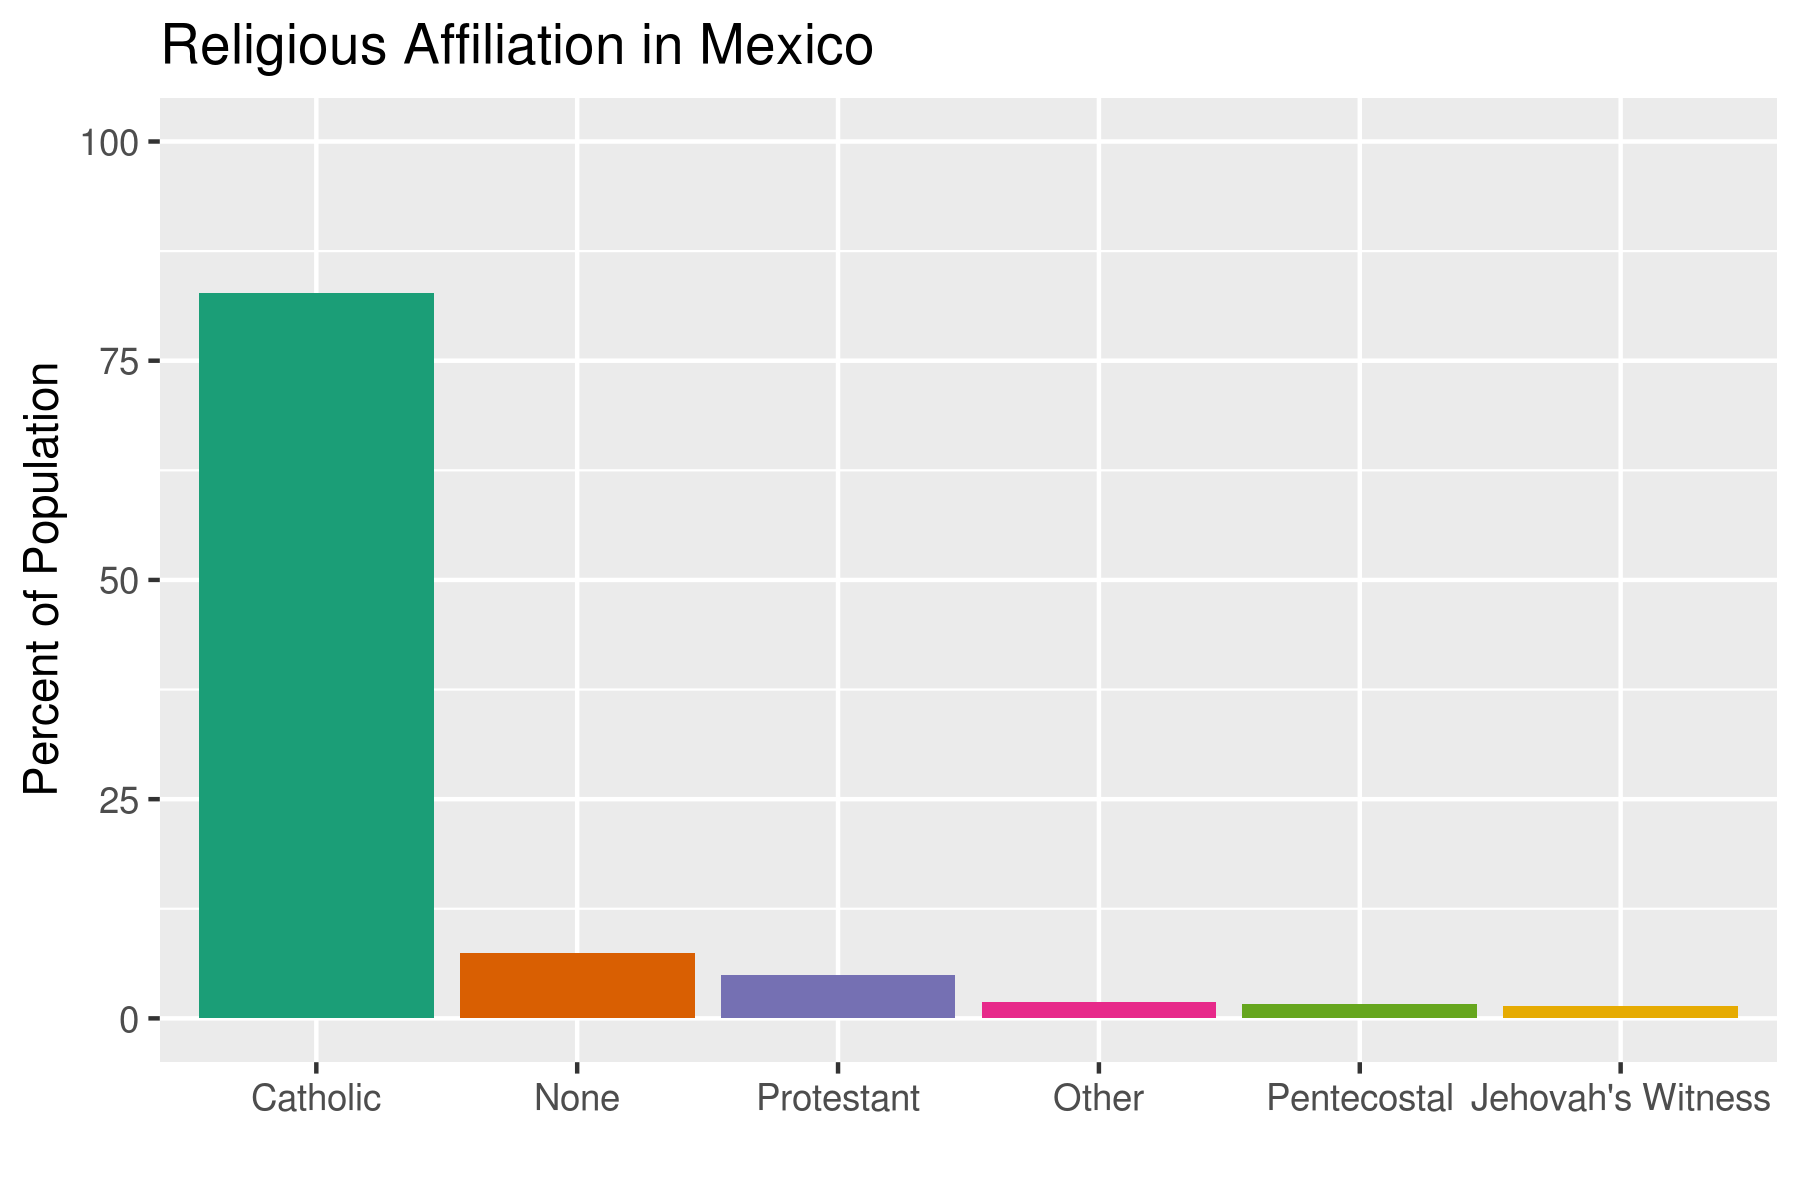 Religious Affiliation in Mexico
100
75
50
25
0
Percent of Population
Catholic
None
Protestant
Other
Pentecostal
Jehovah's Witness